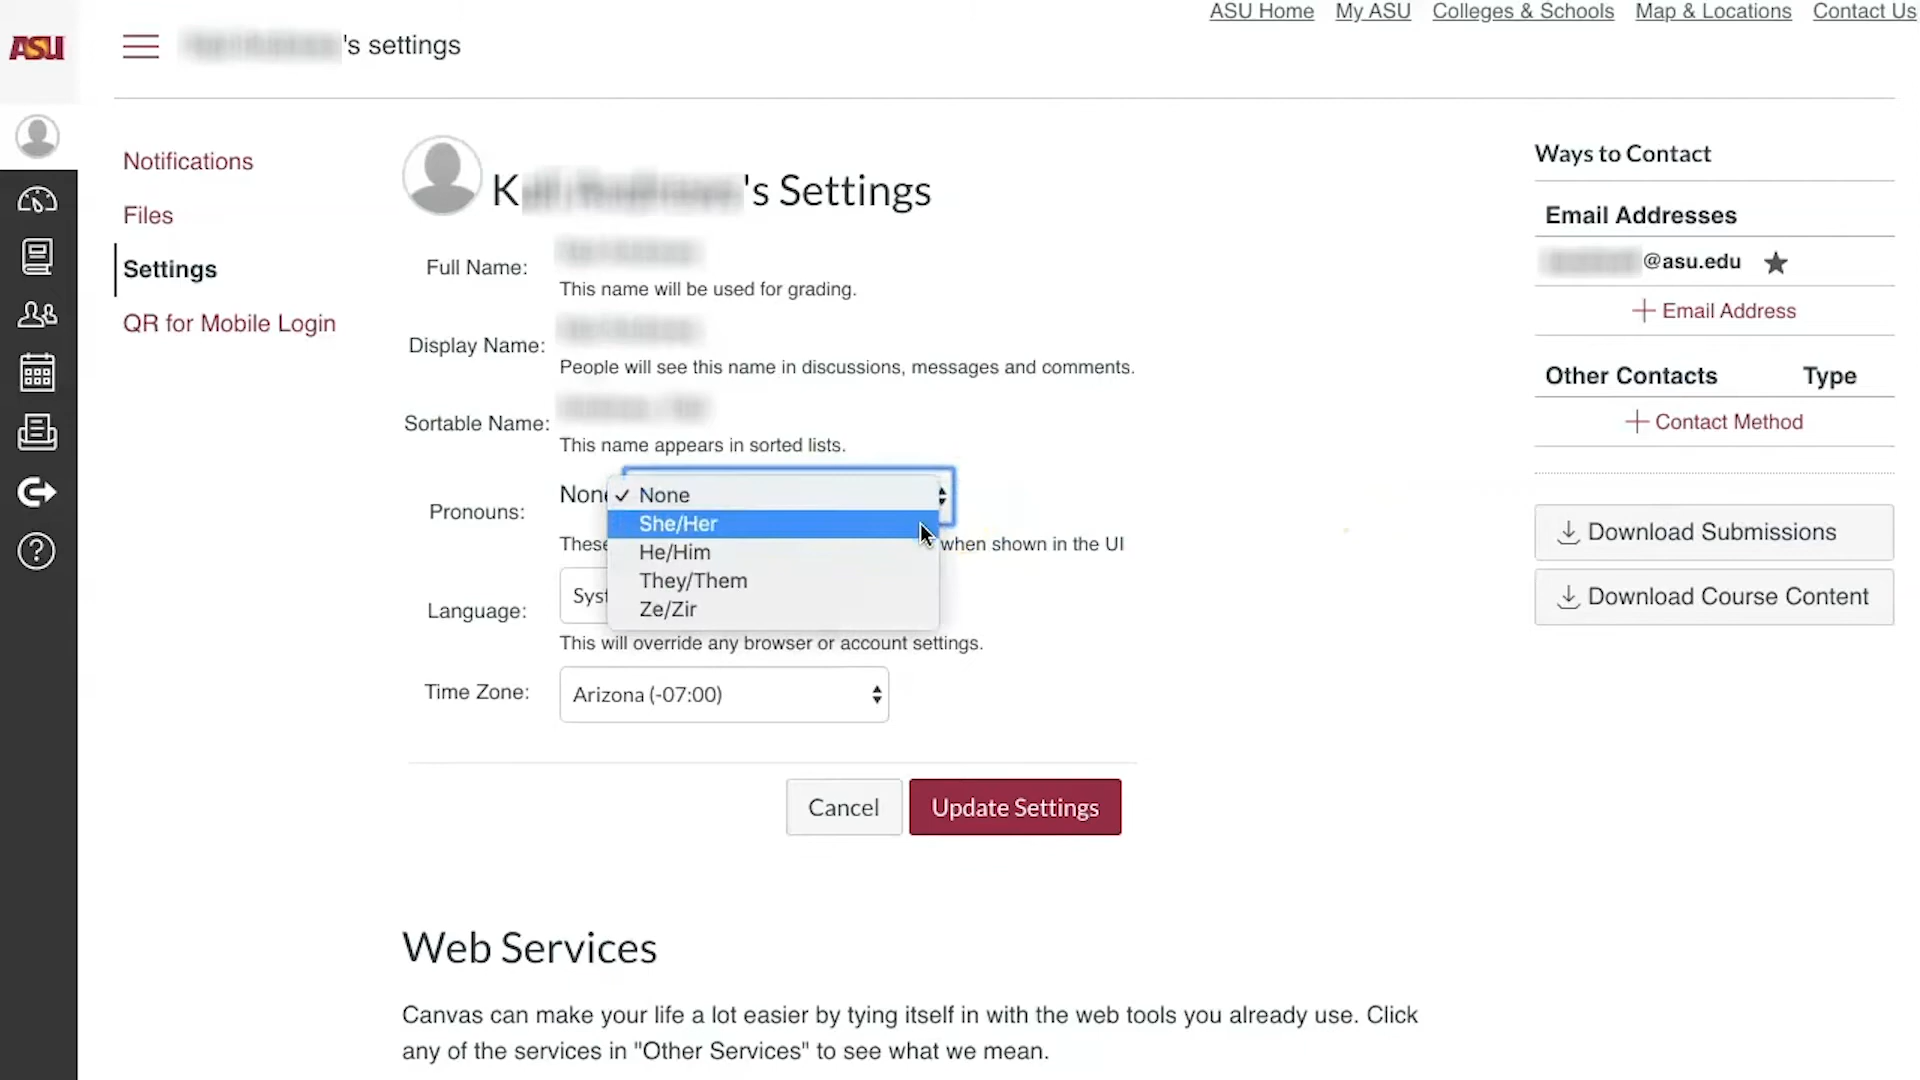 ASU Home My ASU Colleges & Schools Map & Locations Contact Us
ASU
's settings
Notifications
Files
Settings
QR for Mobile Login
K 's Settings
Full Name:
This name will be used for grading.
Display Name:
People will see this name in discussions, messages and comments.
Sortable Name:
This name appears in sorted lists.
Pronouns:
None
✓ None
She/Her
He/Him
They/Them
Ze/Zir
These when shown in the UI
Language:
This will override any browser or account settings.
Time Zone:
Arizona (-07:00)
Cancel
Update Settings
Web Services
Canvas can make your life a lot easier by tying itself in with the web tools you already use. Click
any of the services in "Other Services" to see what we mean.
Ways to Contact
Email Addresses
@asu.edu
+ Email Address
Other Contacts Type
+ Contact Method
Download Submissions
Download Course Content